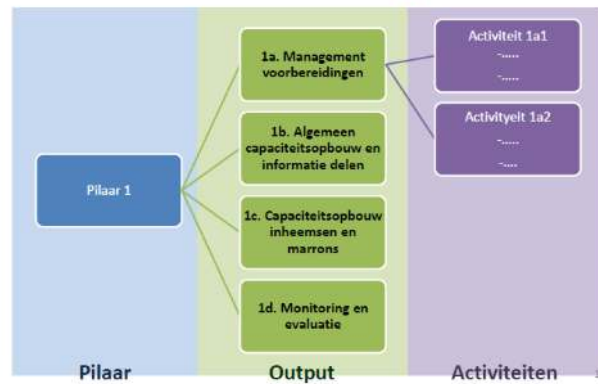 Pilaar 1
1a. Management
voorbereidingen
1b. Algemeen
capaciteitsopbouw en
informatie delen
1c. Capaciteitsopbouw
inheemsen en
marrons
1d. Monitoring en
evaluatie
Activiteit 1a1
-.....
-.....
Activityeit 1a2
-.....
-....
Pilaar
Output
Activiteiten